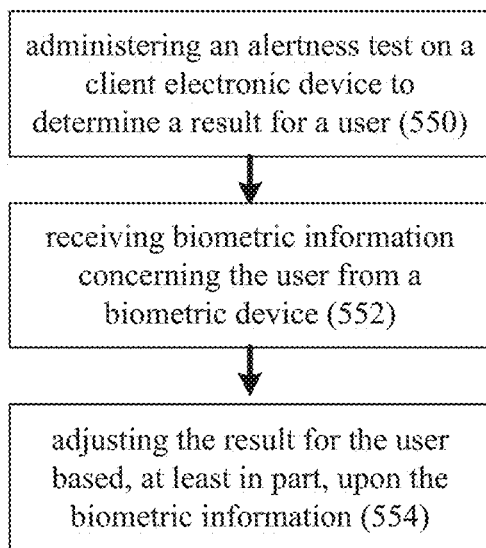 administering an alertness test on a
client electronic device to
determine a result for a user (550)
receiving biometric information
concerning the user from a
biometric device (552)
adjusting the result for the user
based, at least in part, upon the
biometric information (554)